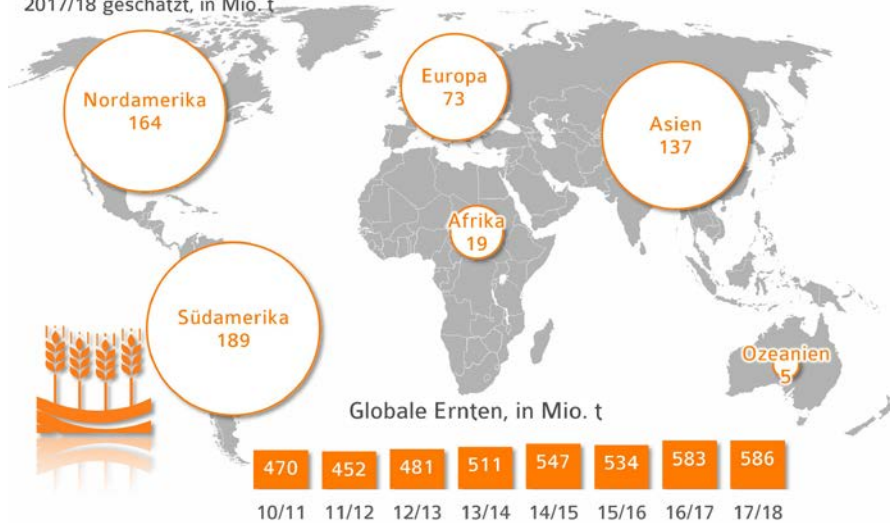 2017/18 geschätzt, in Mio. t
Nordamerika
164
Europa
73
Asien
137
Afrika
19
Südamerika
189
Ozeanien
5
Globale Ernten, in Mio. t
470 452 481 511 547 534 583 586
10/11 11/12 12/13 13/14 14/15 15/16 16/17 17/18